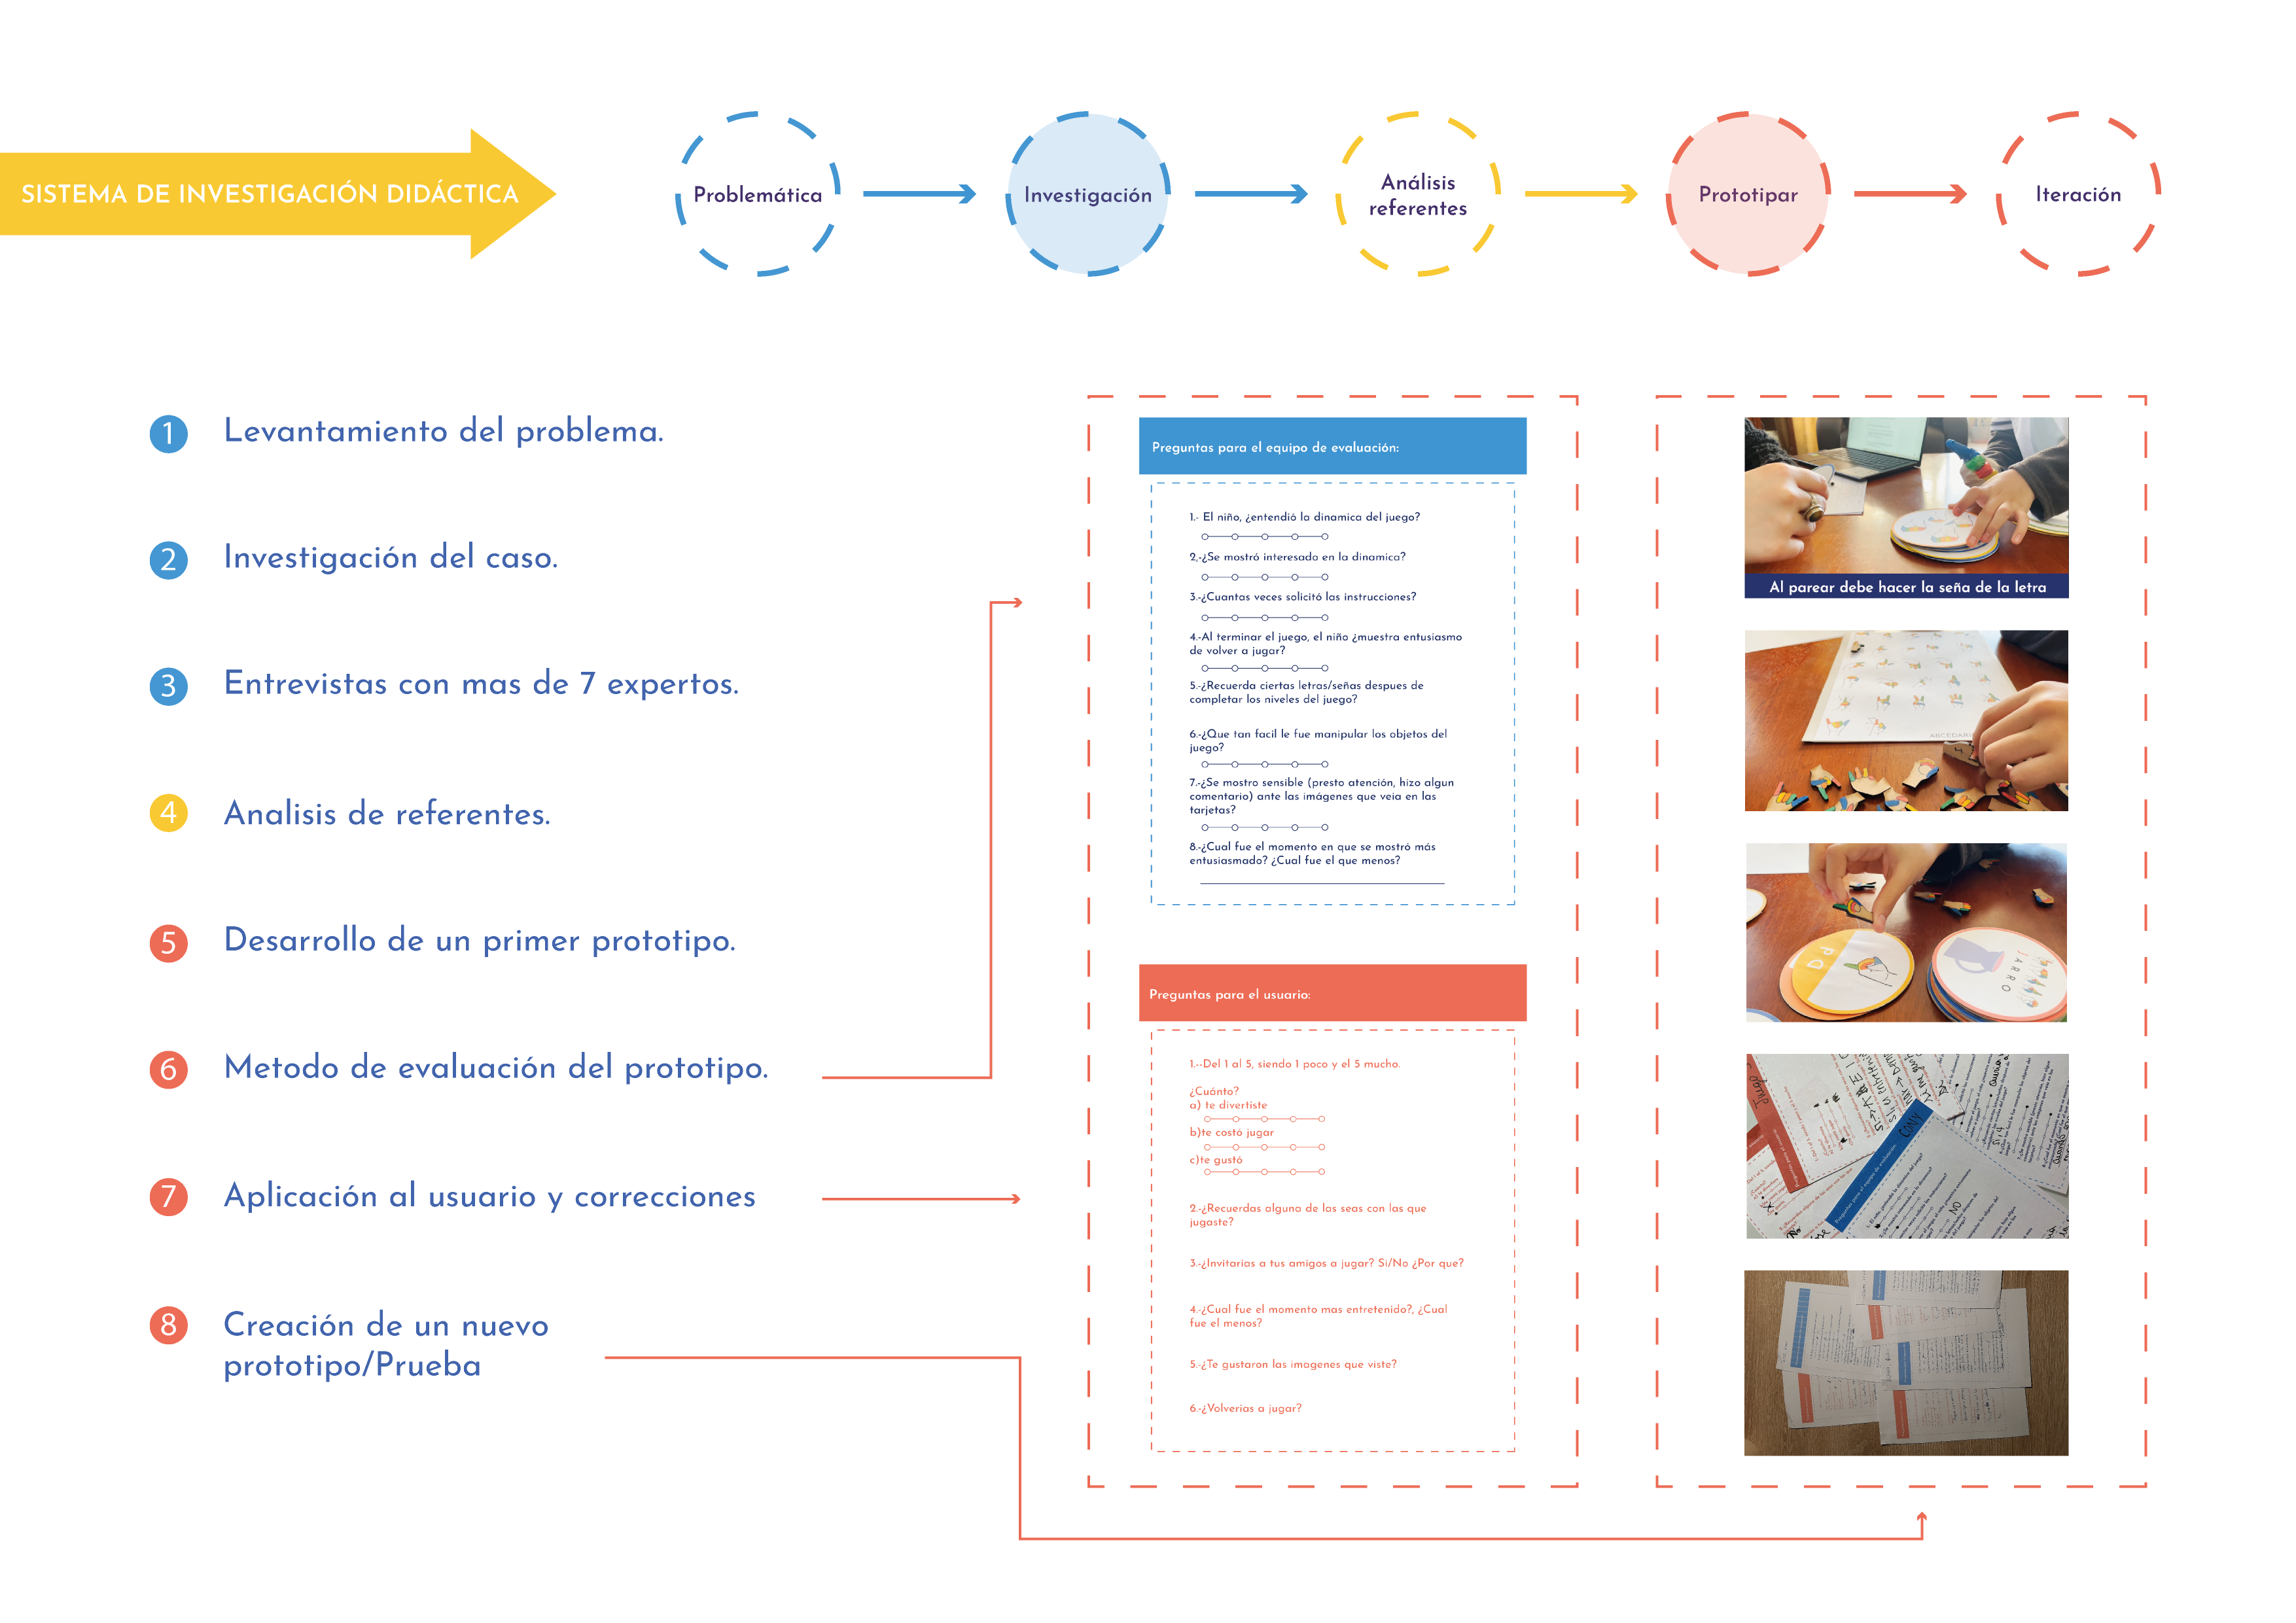 SISTEMA DE INVESTIGACIÓN DIDÁCTICA
Problemática
Investigación
Análisis
referentes
Prototipar
Iteración
1 Levantamiento del problema.
2 Investigación del caso.
3 Entrevistas con mas de 7 expertos.
4 Analisis de referentes.
5 Desarrollo de un primer prototipo.
6 Metodo de evaluación del prototipo.
7 Aplicación al usuario y correcciones
8 Creación de un nuevo
prototipo/Prueba
Preguntas para el equipo de evaluación:
1.- El niño, ¿entendió la dinamica del juego?
2,-¿Se mostró interesado en la dinamica?
3.-¿Cuantas veces solicitó las instrucciones?
4.-Al terminar el juego, el niño ¿muestra entusiasmo
de volver a jugar?
5.-¿Recuerda ciertas letras/señas despues de
completar los niveles del juego?
6.-¿Que tan facil le fue manipular los objetos del
juego?
7.-¿Se mostro sensible (presto atención, hizo algun
comentario) ante las imágenes que veia en las
tarjetas?
8.-¿Cual fue el momento en que se mostró más
entusiasmado? ¿Cual fue el que menos?
Preguntas para el usuario:
1.--Del 1 al 5, siendo 1 poco y el 5 mucho.
¿Cuánto?
a) te divertiste
b)te costó jugar
c)te gustó
2.-¿Recuerdas alguna de las seas con las que
jugaste?
3.-¿Invitarias a tus amigos a jugar? Si/No ¿Por que?
4.-¿Cual fue el momento mas entretenido?, ¿Cual
fue el menos?
5.-¿Te gustaron las imagenes que viste?
6.-¿Volverias a jugar?
Al parear debe hacer la seña de la letra
JARRO
CONY
Preguntas para el equipo de evaluación:
NO